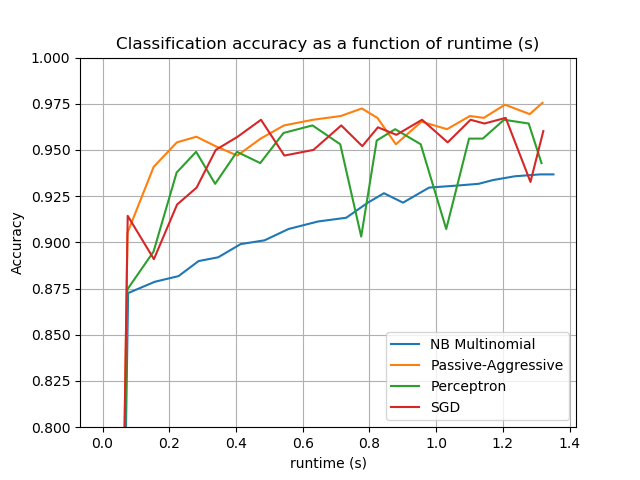 Classification accuracy as a function of runtime (s)
1.000
0.975
0.950
0.925
0.900
0.875
0.850
0.825
0.800
Accuracy
NB Multinomial
Passive-Aggressive
Perceptron
SGD
0.0 0.2 0.4 0.6 0.8 1.0 1.2 1.4
runtime (s)